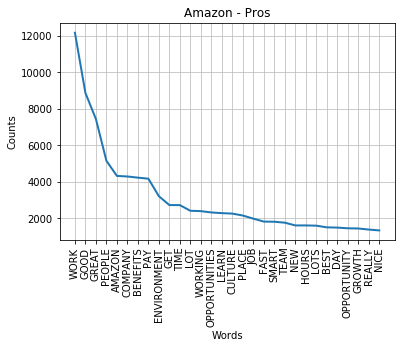 Amazon - Pros
12000
10000
8000
6000
4000
2000
Counts
WORK
GOOD
GREAT
PEOPLE
AMAZON
COMPANY
BENEFITS
PAY
ENVIRONMENT
GET
TIME
LOT
WORKING
OPPORTUNITIES
LEARN
CULTURE
PLACE
JOB
FAST
SMART
TEAM
NEW
HOURS
LOTS
BEST
DAY
OPPORTUNITY
GROWTH
REALLY
NICE
Words